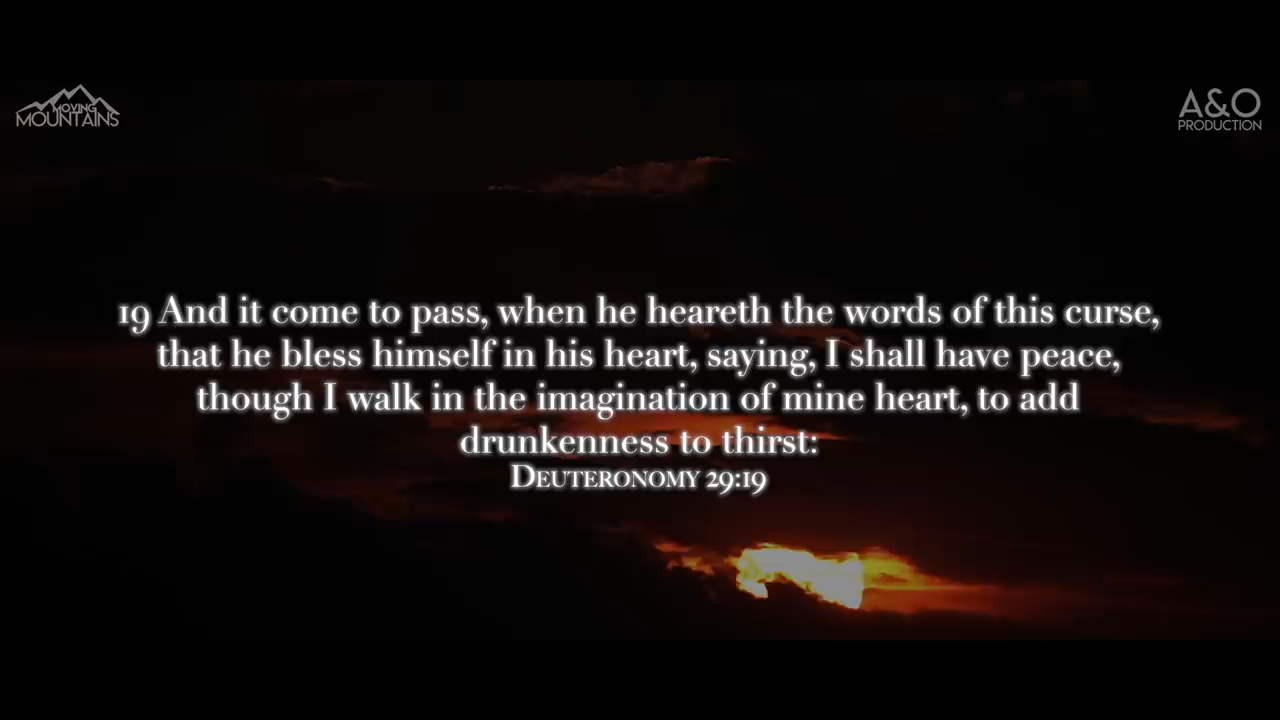 MOVING
MOUNTAINS
A&O
PRODUCTION
19 And it come to pass, when he heareth the words of this curse,
that he bless himself in his heart, saying, I shall have peace,
though I walk in the imagination of mine heart, to add
drunkenness to thirst:
Deuteronomy 29:19